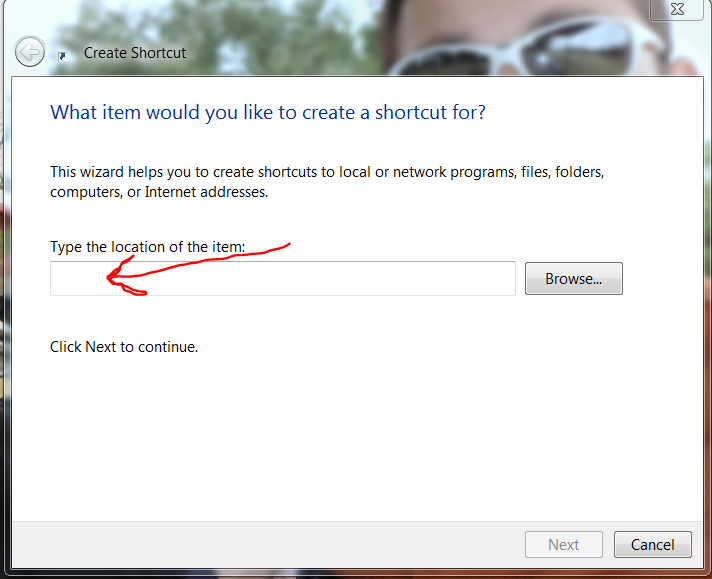 Create Shortcut
What item would you like to create a shortcut for?
This wizard helps you to create shortcuts to local or network programs, files, folders,
computers, or Internet addresses.
Type the location of the item:
Browse...
Click Next to continue.
Next
Cancel